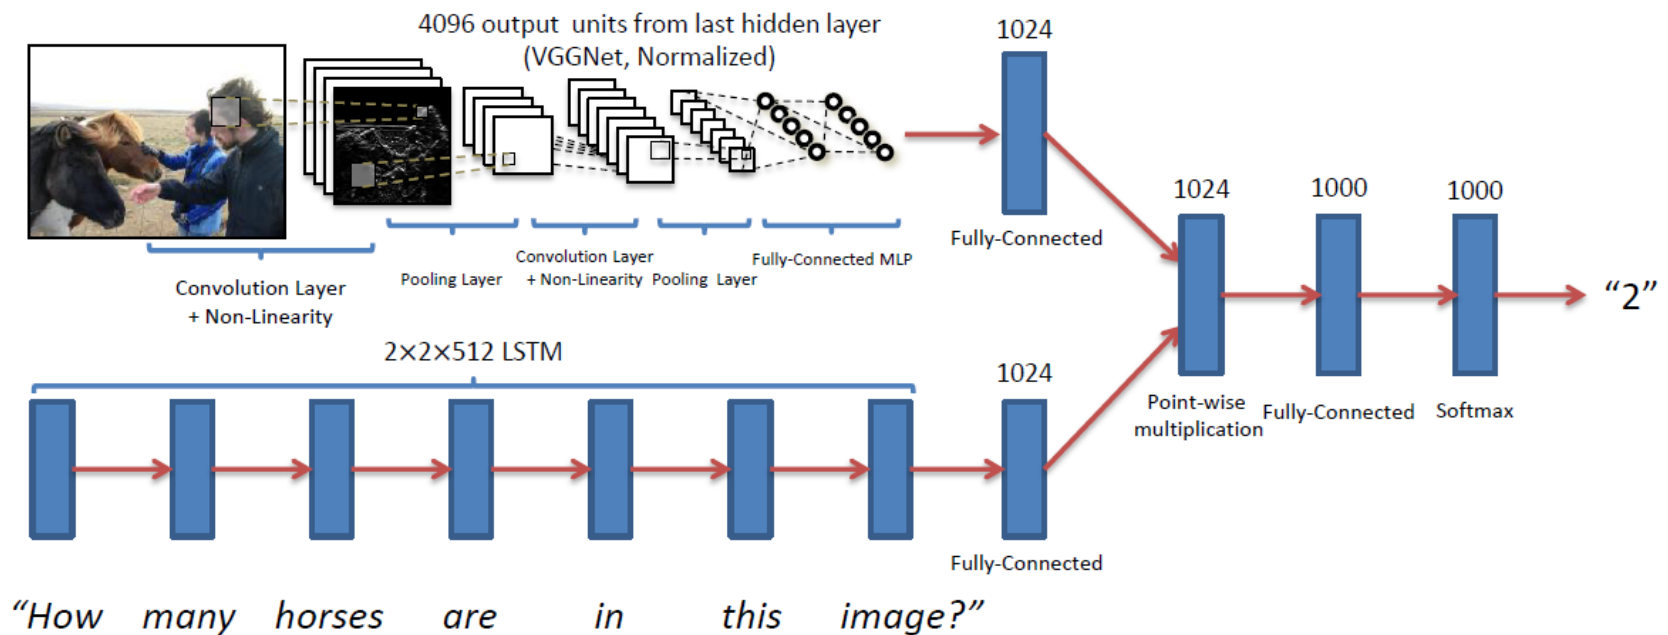 4096 output units from last hidden layer
(VGGNet, Normalized)
1024
Fully-Connected
Convolution Layer
+ Non-Linearity
Pooling Layer
Convolution Layer
+ Non-Linearity
Pooling Layer
Fully-Connected MLP
1024
1000
1000
“2”
2×2×512 LSTM
1024
Fully-Connected
Point-wise
multiplication
Fully-Connected
Softmax
“How many horses are in this image?”